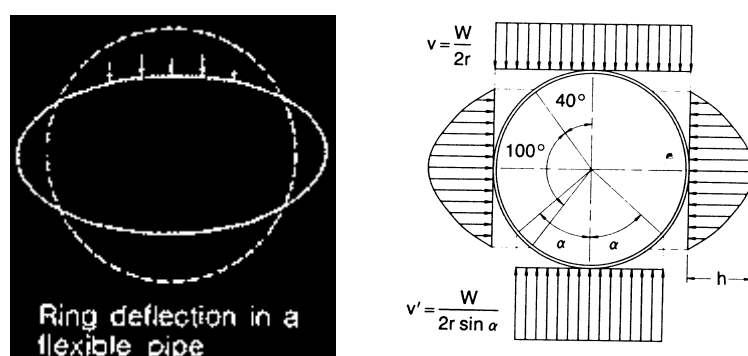 Ring deflection in a
flexible pipe
v = W
2r
40°
100°
e
α
α
h
v' = W
2r sin α